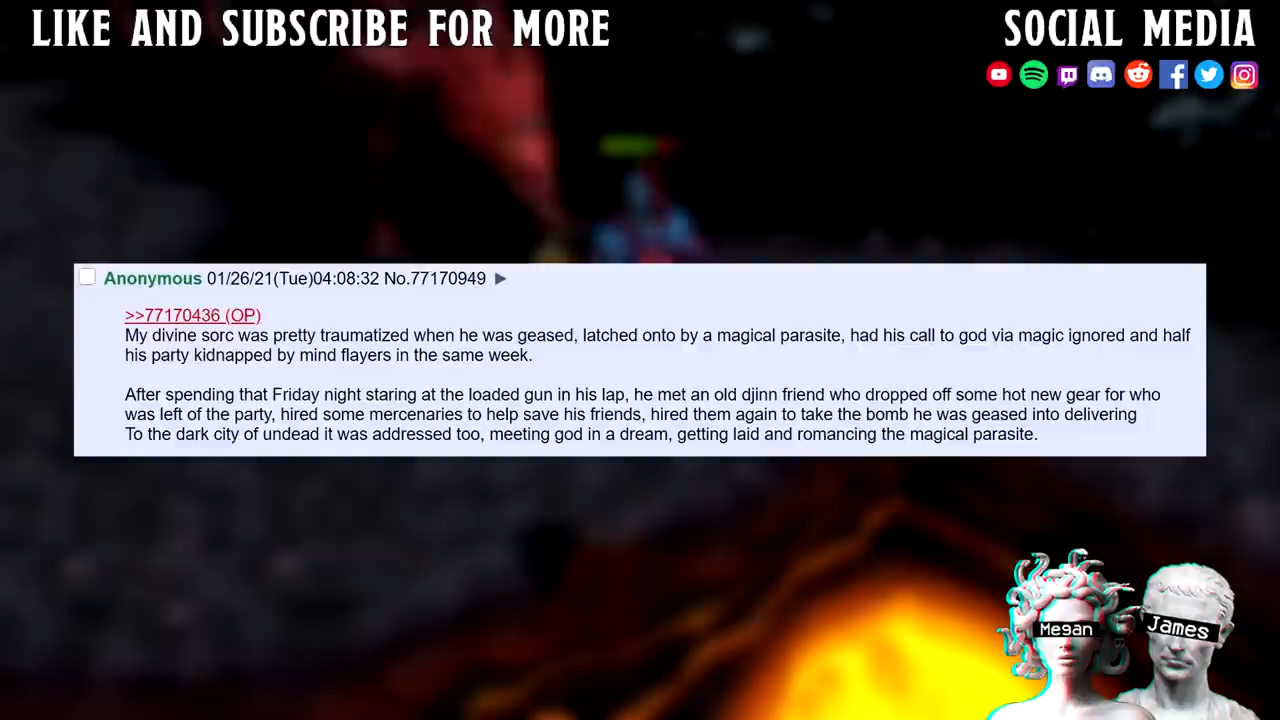 LIKE AND SUBSCRIBE FOR MORE
SOCIAL MEDIA
Anonymous 01/26/21(Tue)04:08:32 No.77170949 ▶
>>77170436 (OP)
My divine sorc was pretty traumatized when he was geased, latched onto by a magical parasite, had his call to god via magic ignored and half
his party kidnapped by mind flayers in the same week.
After spending that Friday night staring at the loaded gun in his lap, he met an old djinn friend who dropped off some hot new gear for who
was left of the party, hired some mercenaries to help save his friends, hired them again to take the bomb he was geased into delivering
To the dark city of undead it was addressed too, meeting god in a dream, getting laid and romancing the magical parasite.
Megan
James